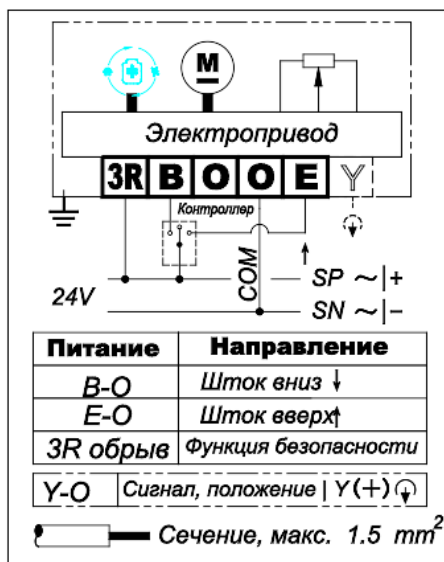 M
Электропривод
3R B O O E Y
Контроллер
COM
SP ~|+
24V
SN ~|−
Питание Направление
B-O Шток вниз ↓
E-O Шток вверх↑
3R обрыв Функция безопасности
Y-O Сигнал, положение | Y(+)
Сечение, макс. 1.5 mm²